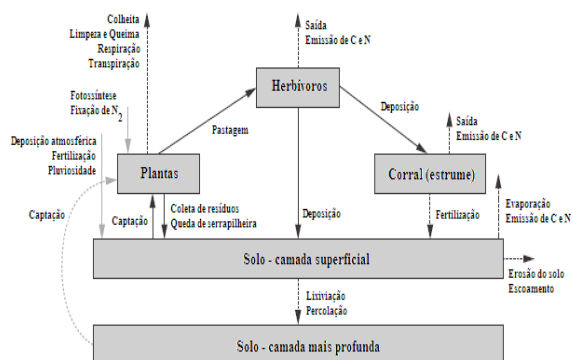 Colheita
Limpeza e Queima
Respiração
Transpiração
Saída
Emissão de C e N
Herbívoros
Fotossíntese
Fixação de N2
Deposição
Saída
Emissão de C e N
Pastagem
Deposição atmosférica
Fertilização
Pluviosidade
Plantas
Corral (estrume)
Evaporação
Emissão de C e N
Captação
Captação
Coleta de resíduos
Queda de serrapilheira
Deposição
Fertilização
Solo - camada superficial
Erosão do solo
Escoamento
Lixiviação
Percolação
Solo - camada mais profunda